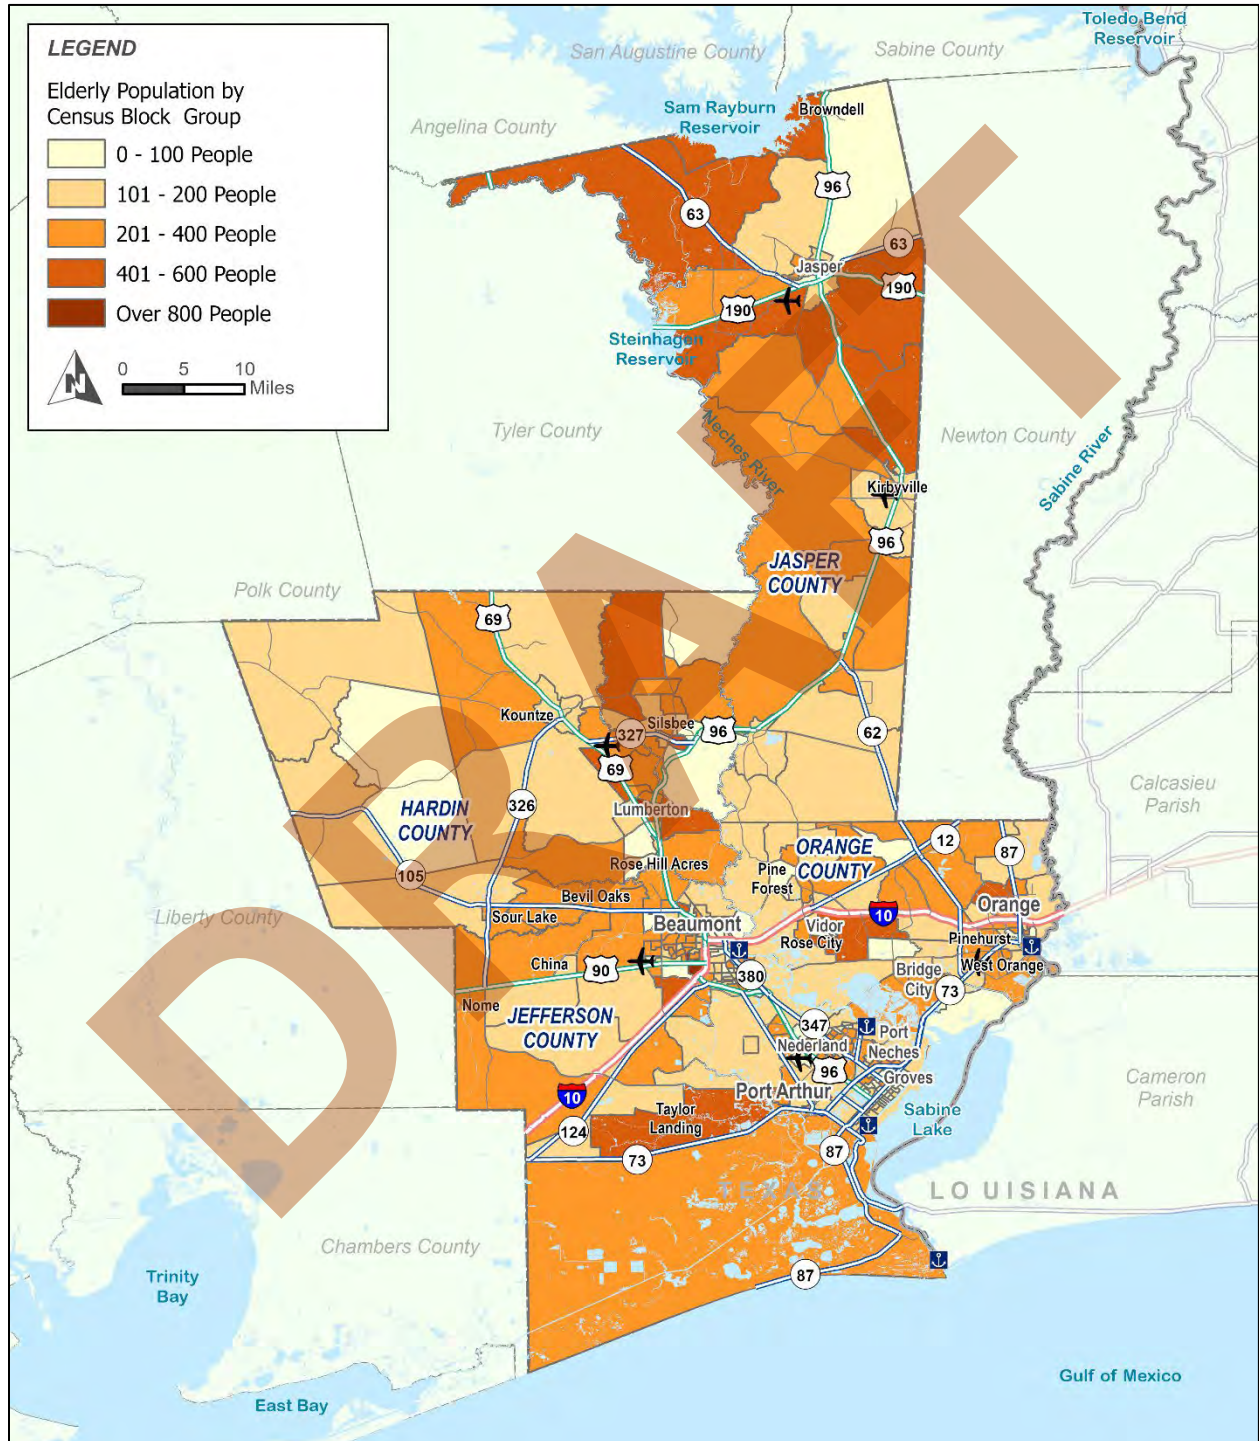 LEGEND
Elderly Population by
Census Block Group
0 - 100 People
101 - 200 People
201 - 400 People
401 - 600 People
Over 800 People
N
0 5 10
Miles
Toledo Bend
Reservoir
San Augustine County
Sabine County
Sam Rayburn
Reservoir
Browndell
Angelina County
96
63
63
Jasper
190
190
Steinhagen
Reservoir
Tyler County
Neches River
Newton County
Sabine River
Kirbyville
96
JASPER
COUNTY
Polk County
69
Kountze
Silsbee
327
96
62
69
Calcasieu
Parish
326
Lumberton
HARDIN
COUNTY
ORANGE
COUNTY
12
87
105
Rose Hill Acres
Pine
Forest
Bevil Oaks
Liberty County
Sour Lake
Beaumont
10
Orange
Vidor
Rose City
Pinehurst
West Orange
China
90
380
Bridge
City
73
Nome
JEFFERSON
COUNTY
347
Port
Neches
Nederland
96
Groves
Port Arthur
Cameron
Parish
10
Taylor
Landing
Sabine
Lake
124
73
87
TEXAS
LOUISIANA
Chambers County
Trinity
Bay
87
Gulf of Mexico
East Bay
DRAFT